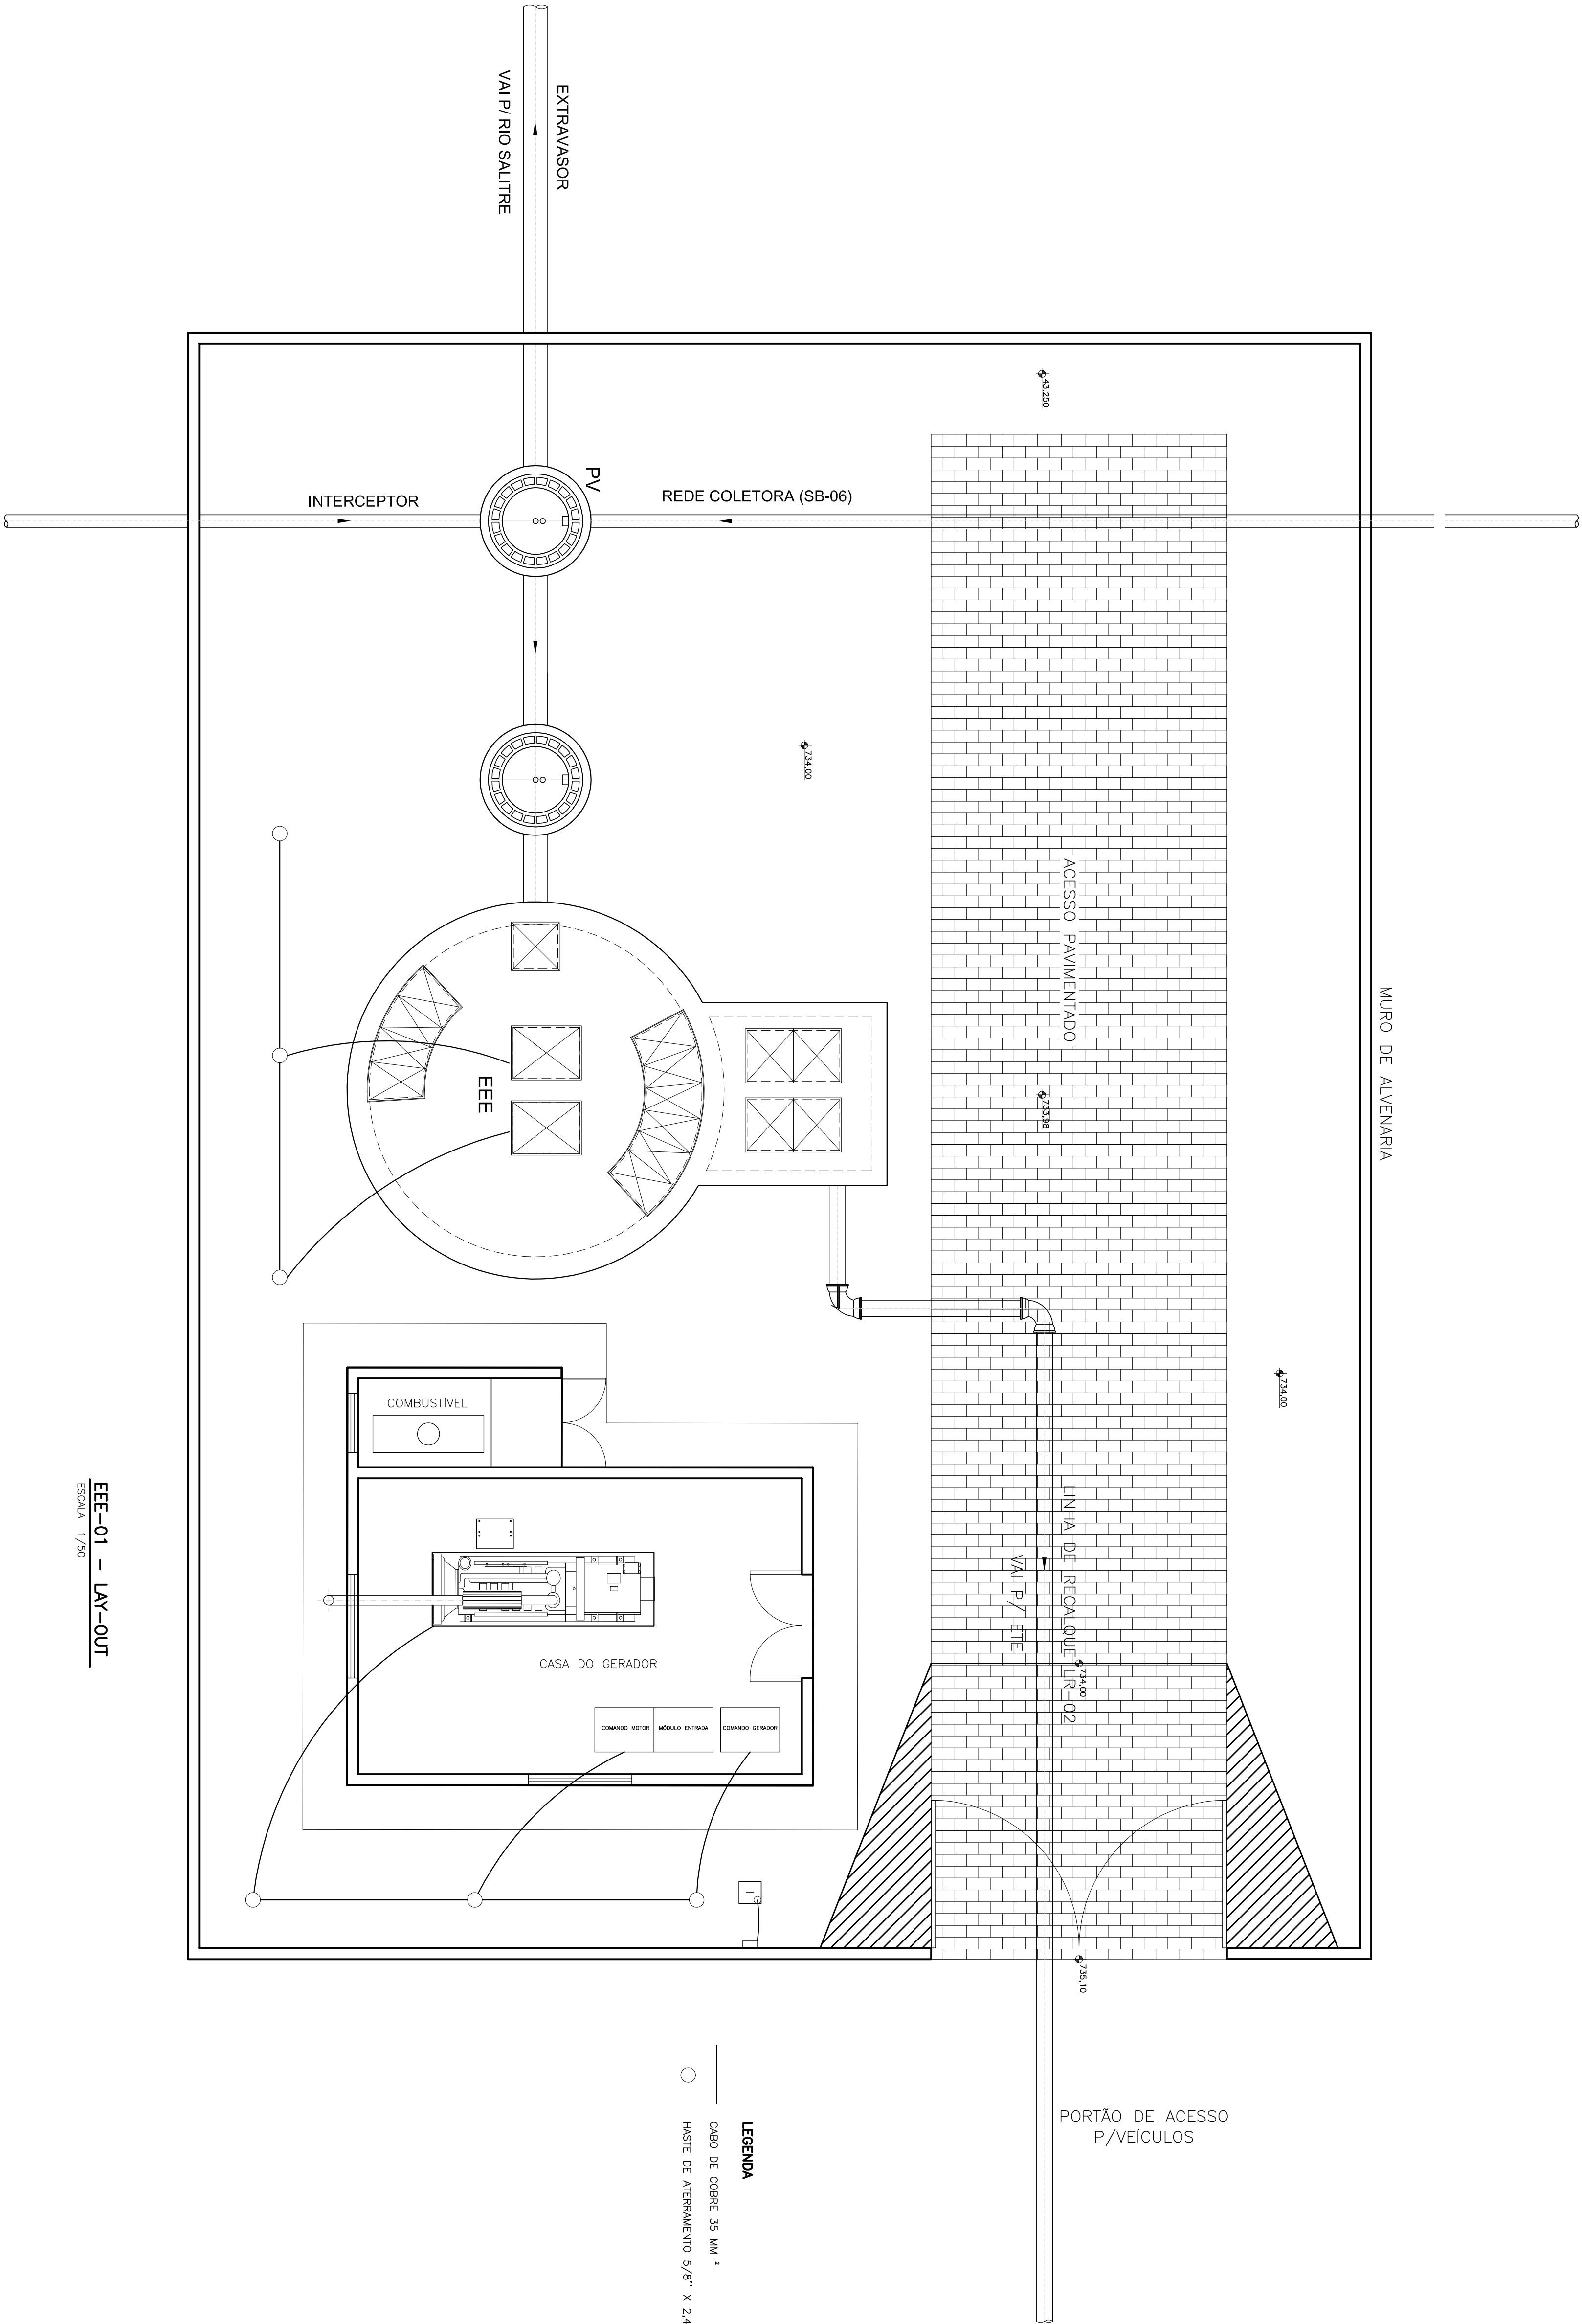 EXTRAVASOR
VAI P/ RIO SALITRE
43,250
PV
INTERCEPTOR
REDE COLETORA (SB-06)
734,00
ACESSO PAVIMENTADO
MURO DE ALVENARIA
733,98
EEE
734,00
COMBUSTÍVEL
LINHA DE RECALQUE LR-02
VAI P/ ETE
CASA DO GERADOR
734,00
COMANDO MOTOR
MÓDULO ENTRADA
COMANDO GERADOR
735,10
EEE-01 - LAY-OUT
ESCALA 1/50
PORTÃO DE ACESSO
P/VEÍCULOS
LEGENDA
CABO DE COBRE 35 MM ²
HASTE DE ATERRAMENTO 5/8" X 2,4